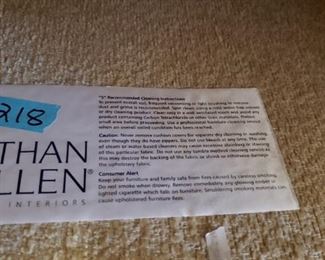 218
THAN
LLEN®
INTERIORS
"S" Recommended Cleaning Instructions
To prevent overall soil, frequent vacuuming or light brushing to remove
dust and grime is recommended. Spot clean using a mild water-free solvent
or dry cleaning product. Clean only in a well ventilated room and avoid any
product containing Carbon Tetrachloride or other toxic materials. Pretest
small area before proceeding. Use a professional furniture cleaning service
when an overall soiled condition has been reached.
Caution: Never remove cushion covers for separate dry cleaning or washing
even though they do have zippers. Do not use bleach at any time. The use
of steam or water based cleaners may cause excessive shrinking or staining
of this particular fabric. Do not use any tumble method cleaning service as
this may destroy the backing of the fabric or shrink or otherwise damage
the upholstery fabric.
Consumer Alert
Keep your furniture and family safe from fires caused by careless smoking.
Do not smoke when drowsy. Remove immediately any glowing ember or
lighted cigarette which falls on furniture. Smoldering smoking materials can
cause upholstered furniture fires.